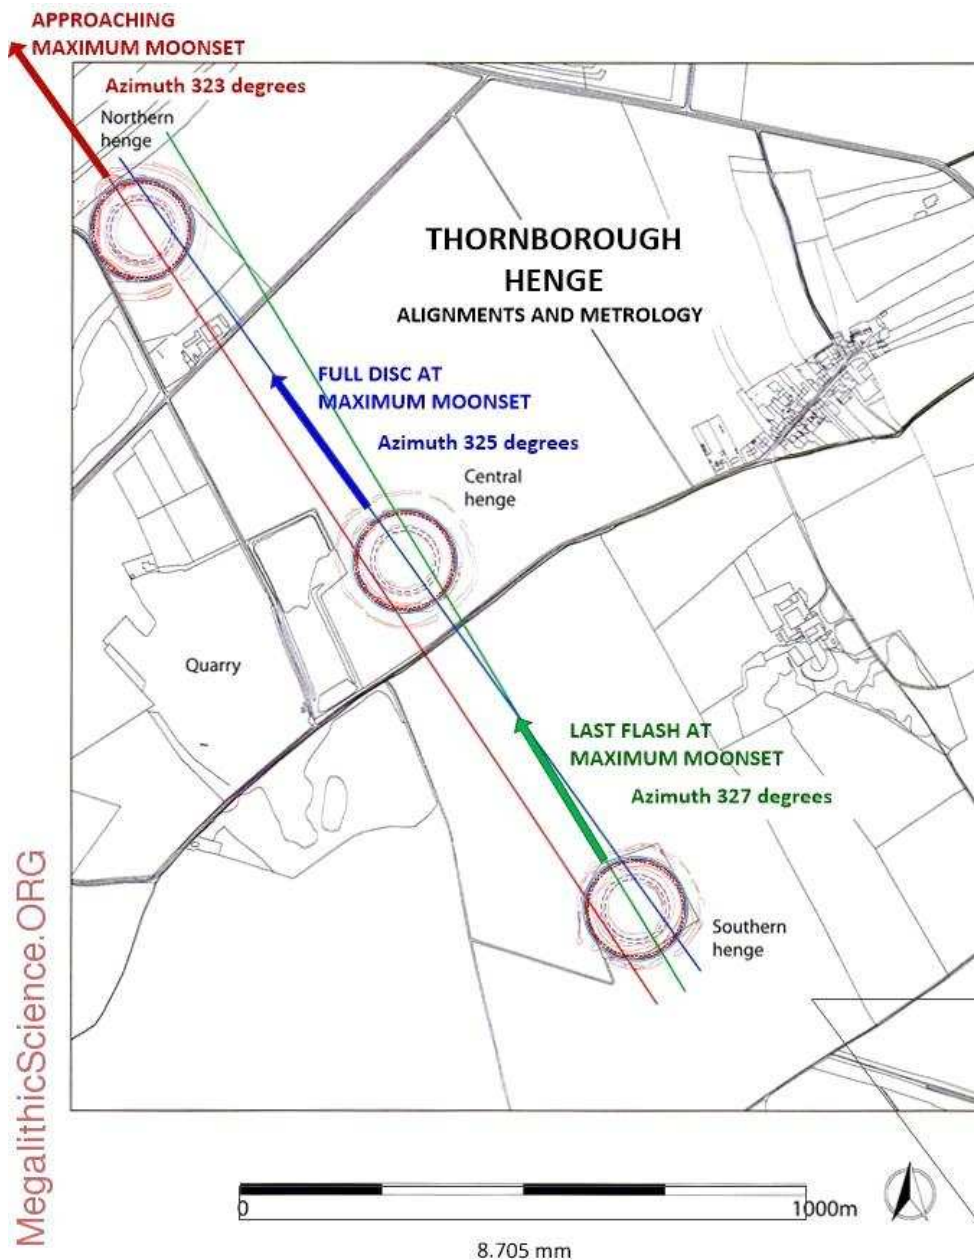 APPROACHING
MAXIMUM MOONSET
Azimuth 323 degrees
Northern
henge
THORNBOROUGH
HENGE
ALIGNMENTS AND METROLOGY
FULL DISC AT
MAXIMUM MOONSET
Azimuth 325 degrees
Central
henge
Quarry
LAST FLASH AT
MAXIMUM MOONSET
Azimuth 327 degrees
Southern
henge
MegalithicScience.ORG
0
1000m
8.705 mm